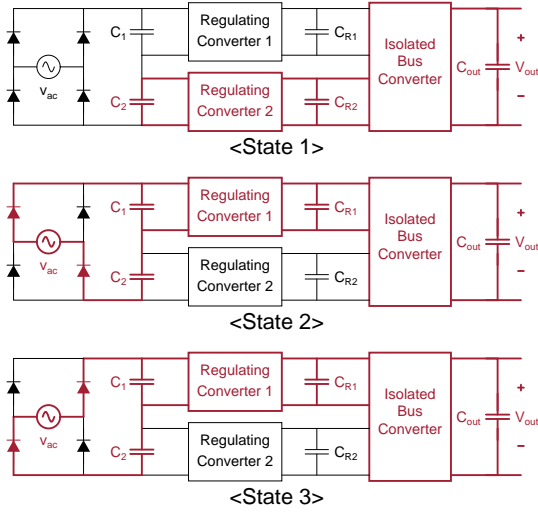 C1
Regulating
Converter 1
CR1
Isolated
Bus
Converter
Cout
+
Vout
−
vac
C2
Regulating
Converter 2
CR2
<State 1>
C1
Regulating
Converter 1
CR1
Isolated
Bus
Converter
Cout
+
Vout
−
vac
C2
Regulating
Converter 2
CR2
<State 2>
C1
Regulating
Converter 1
CR1
Isolated
Bus
Converter
Cout
+
Vout
−
vac
C2
Regulating
Converter 2
CR2
<State 3>